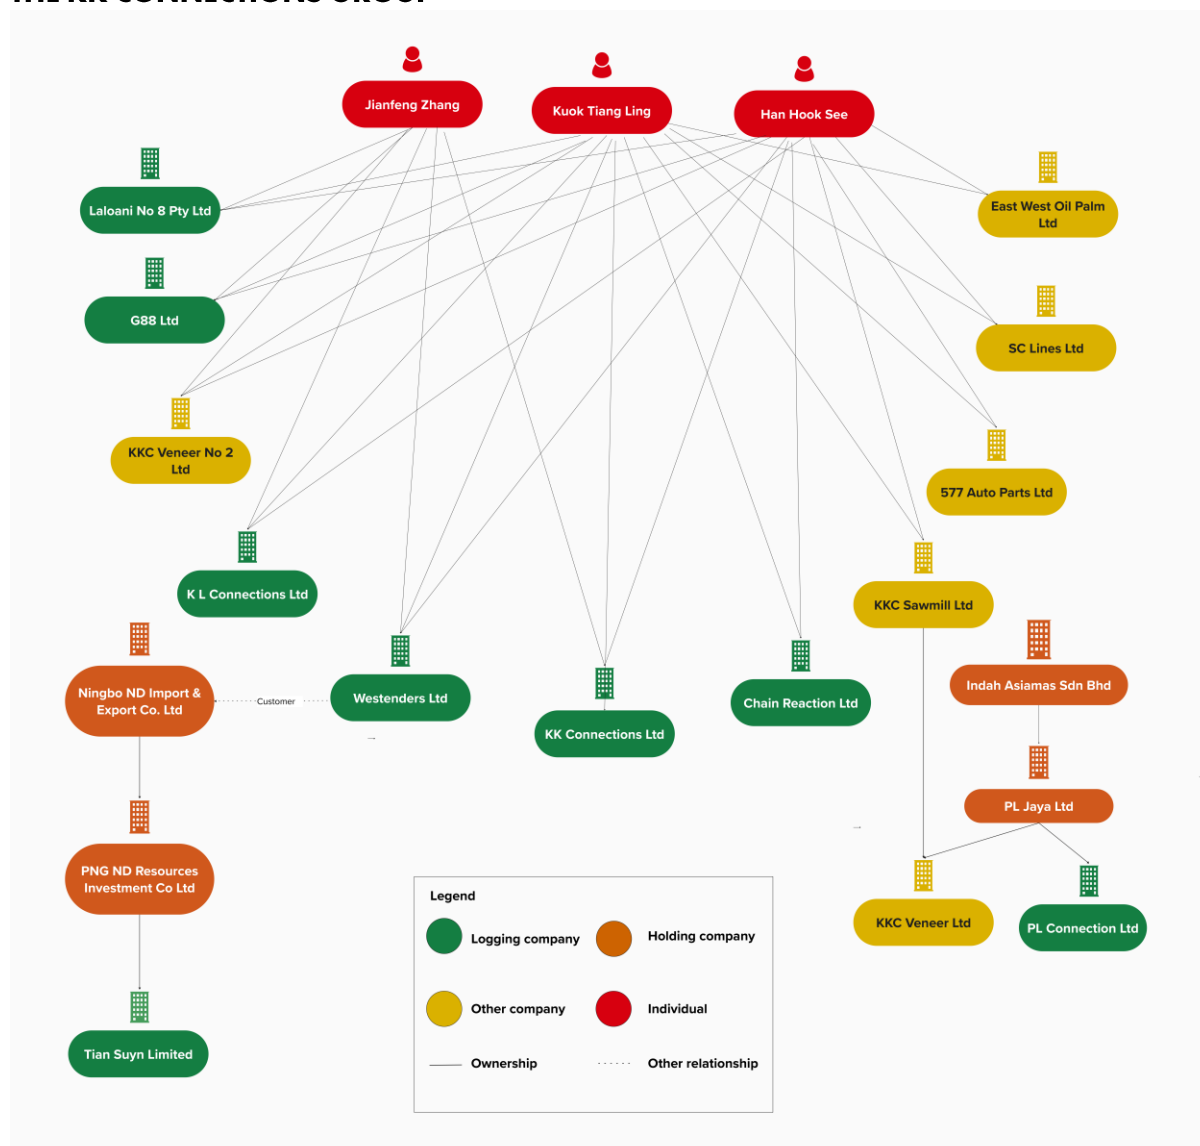 THE KK CONNECTIONS GROUP
Jianfeng Zhang
Kuok Tiang Ling
Han Hook See
Laloani No 8 Pty Ltd
East West Oil Palm
Ltd
G88 Ltd
SC Lines Ltd
KKC Veneer No 2
Ltd
577 Auto Parts Ltd
K L Connections Ltd
KKC Sawmill Ltd
Ningbo ND Import &
Export Co. Ltd
Customer
Westenders Ltd
KK Connections Ltd
Chain Reaction Ltd
Indah Asiamas Sdn Bhd
PL Jaya Ltd
PNG ND Resources
Investment Co Ltd
KKC Veneer Ltd
PL Connection Ltd
Tian Suyn Limited
Legend
Logging company
Holding company
Other company
Individual
Ownership
Other relationship